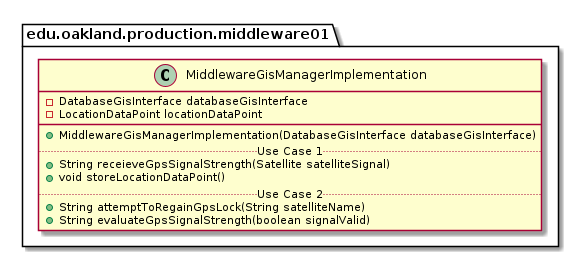 edu.oakland.production.middleware01
C MiddlewareGisManagerImplementation
DatabaseGisInterface databaseGisInterface
LocationDataPoint locationDataPoint
MiddlewareGisManagerImplementation(DatabaseGisInterface databaseGisInterface)
Use Case 1
String receieveGpsSignalStrength(Satellite satelliteSignal)
void storeLocationDataPoint()
Use Case 2
String attemptToRegainGpsLock(String satelliteName)
String evaluateGpsSignalStrength(boolean signalValid)